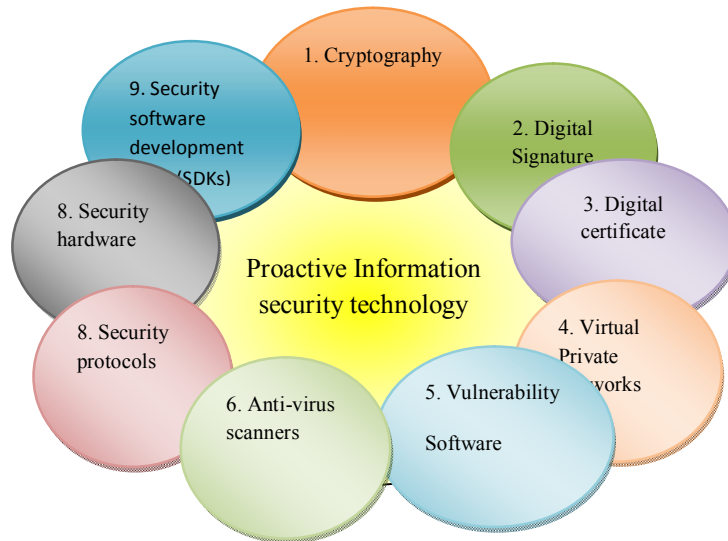 1. Cryptography
2. Digital
Signature
3. Digital
certificate
4. Virtual
Private
5. Vulnerability
Software
6. Anti-virus
scanners
8. Security
protocols
8. Security
hardware
9. Security
software
development
(SDKs)
Proactive Information
security technology